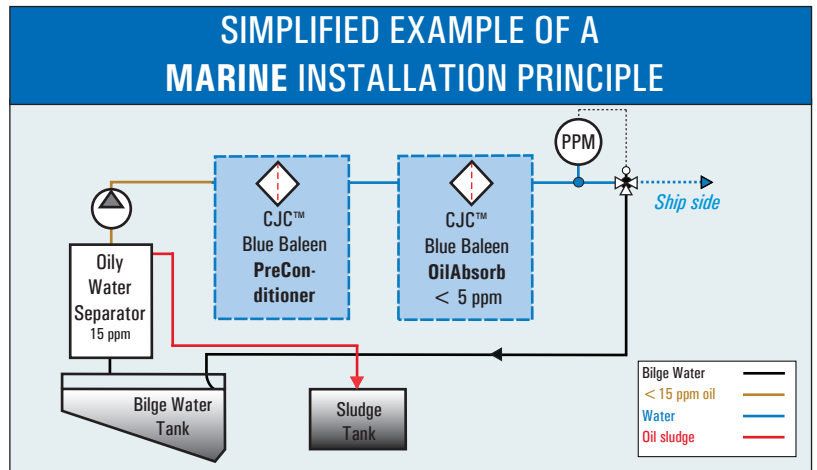 SIMPLIFIED EXAMPLE OF A
MARINE INSTALLATION PRINCIPLE
PPM
Ship side
CJC™
Blue Baleen
PreCon-
ditioner
CJC™
Blue Baleen
OilAbsorb
< 5 ppm
Oily
Water
Separator
15 ppm
Bilge Water
Tank
Sludge
Tank
Bilge Water
< 15 ppm oil
Water
Oil sludge